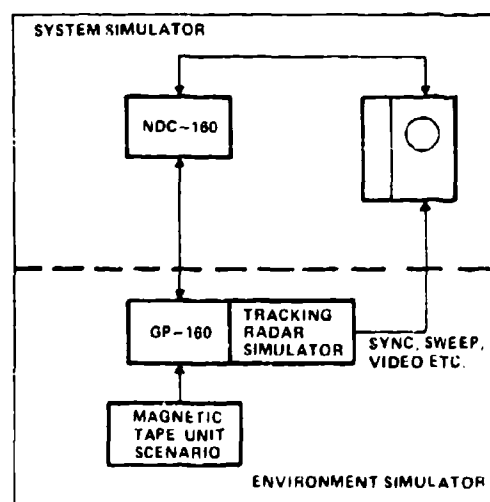 SYSTEM SIMULATOR
NDC-160
GP-160
TRACKING
RADAR
SIMULATOR
SYNC, SWEEP,
VIDEO ETC.
MAGNETIC
TAPE UNIT
SCENARIO
ENVIRONMENT SIMULATOR